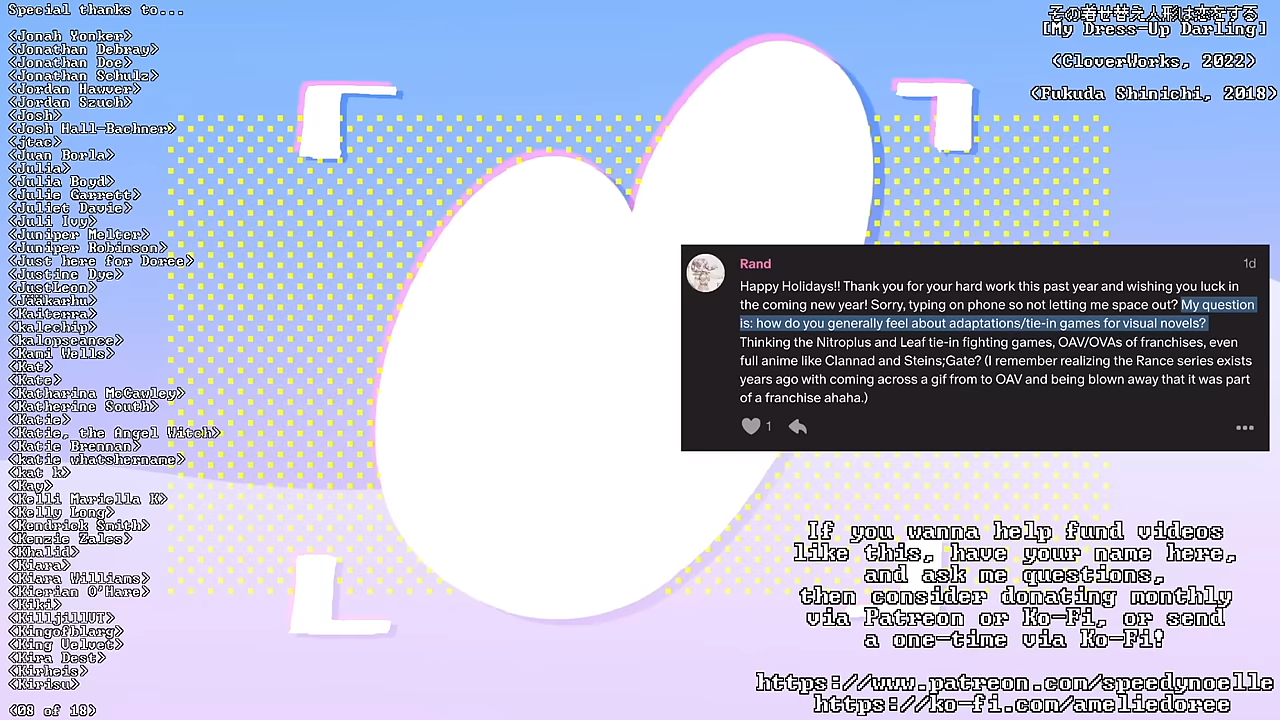 Special thanks to...
<Jonah Yonker>
<Jonathan Debray>
<Jonathan Doe>
<Jonathan Schulz>
<Jordan Hawver>
<Jordan Szuch>
<Josh>
<Josh Hall-Bachner>
<jtac>
<Juan Borla>
<Julia>
<Julia Boyd>
<Julie Garrett>
<Juliet Davie>
<Juli Ivy>
<Juniper Melter>
<Juniper Robinson>
<Just here for Doree>
<Justine Dye>
<JustLeon>
<Jääkarhu>
<Kaiterra>
<kalechip>
<kalopseance>
<Kami Wells>
<Kat>
<Kate>
<Katharina McGawley>
<Katherine South>
<Katie>
<Katie, the Angel Witch>
<Katie Brennan>
<katie whatshername>
<kat k>
<Kay>
<Kelli Mariella K>
<Kelly Long>
<Kendrick Smith>
<Kenzie Zales>
<Khalid>
<Kiara>
<Kiara Williams>
<Kierian O'Hare>
<Kiki>
<KilljillVT>
<Kingofblarg>
<King Velvet>
<Kira Dest>
<Kirheis>
<Kirisu>
<08 of 18>
その着せ替え人形は恋をする
[My Dress-Up Darling]
<CloverWorks, 2022>
<Fukuda Shinichi, 2018>
Rand 1d
Happy Holidays!! Thank you for your hard work this past year and wishing you luck in
the coming new year! Sorry, typing on phone so not letting me space out? My question
is: how do you generally feel about adaptations/tie-in games for visual novels?
Thinking the Nitroplus and Leaf tie-in fighting games, OAV/OVAs of franchises, even
full anime like Clannad and Steins;Gate? (I remember realizing the Rance series exists
years ago with coming across a gif from to OAV and being blown away that it was part
of a franchise ahaha.)
1
If you wanna help fund videos
like this, have your name here,
and ask me questions,
then consider donating monthly
via Patreon or Ko-Fi, or send
a one-time via Ko-Fi!
https://www.patreon.com/speedynoelle
https://ko-fi.com/ameliedoree